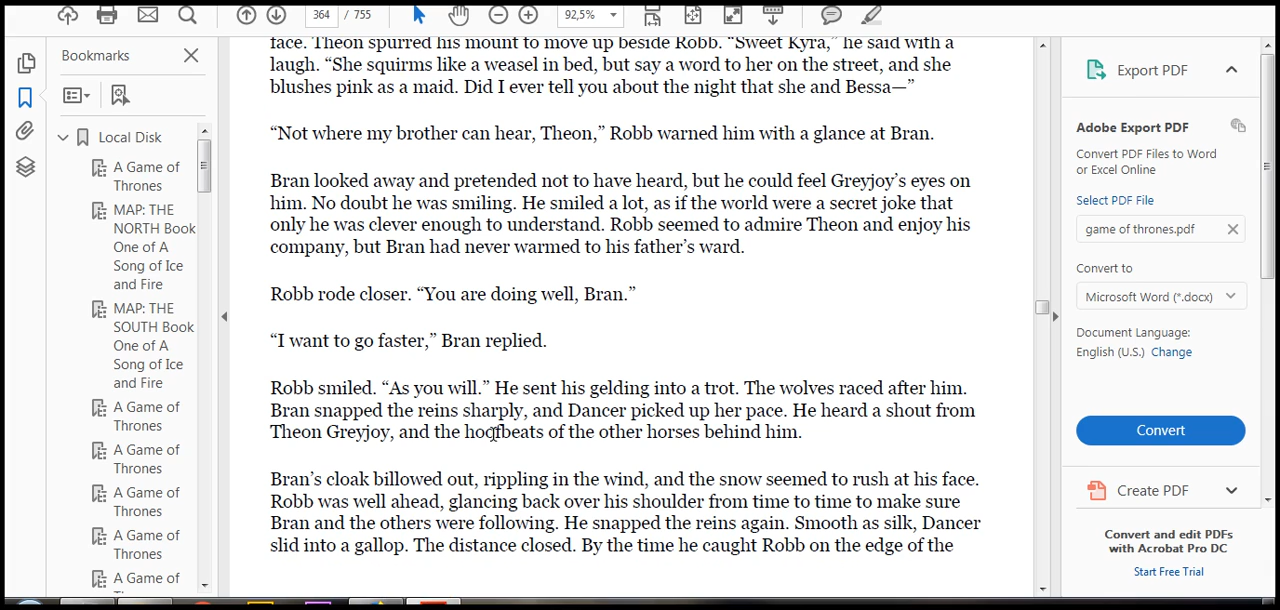 364 / 755
92,5%
Bookmarks
Local Disk
A Game of
Thrones
MAP: THE
NORTH Book
One of A
Song of Ice
and Fire
MAP: THE
SOUTH Book
One of A
Song of Ice
and Fire
A Game of
Thrones
A Game of
Thrones
A Game of
Thrones
A Game of
Thrones
A Game of
face. Theon spurred his mount to move up beside Robb. “Sweet Kyra,” he said with a
laugh. “She squirms like a weasel in bed, but say a word to her on the street, and she
blushes pink as a maid. Did I ever tell you about the night that she and Bessa—”
“Not where my brother can hear, Theon,” Robb warned him with a glance at Bran.
Bran looked away and pretended not to have heard, but he could feel Greyjoy’s eyes on
him. No doubt he was smiling. He smiled a lot, as if the world were a secret joke that
only he was clever enough to understand. Robb seemed to admire Theon and enjoy his
company, but Bran had never warmed to his father’s ward.
Robb rode closer. “You are doing well, Bran.”
“I want to go faster,” Bran replied.
Robb smiled. “As you will.” He sent his gelding into a trot. The wolves raced after him.
Bran snapped the reins sharply, and Dancer picked up her pace. He heard a shout from
Theon Greyjoy, and the hoofbeats of the other horses behind him.
Bran’s cloak billowed out, rippling in the wind, and the snow seemed to rush at his face.
Robb was well ahead, glancing back over his shoulder from time to time to make sure
Bran and the others were following. He snapped the reins again. Smooth as silk, Dancer
slid into a gallop. The distance closed. By the time he caught Robb on the edge of the
Export PDF
Adobe Export PDF
Convert PDF Files to Word
or Excel Online
Select PDF File
game of thrones.pdf
Convert to
Microsoft Word (*.docx)
Document Language:
English (U.S.) Change
Convert
Create PDF
Convert and edit PDFs
with Acrobat Pro DC
Start Free Trial